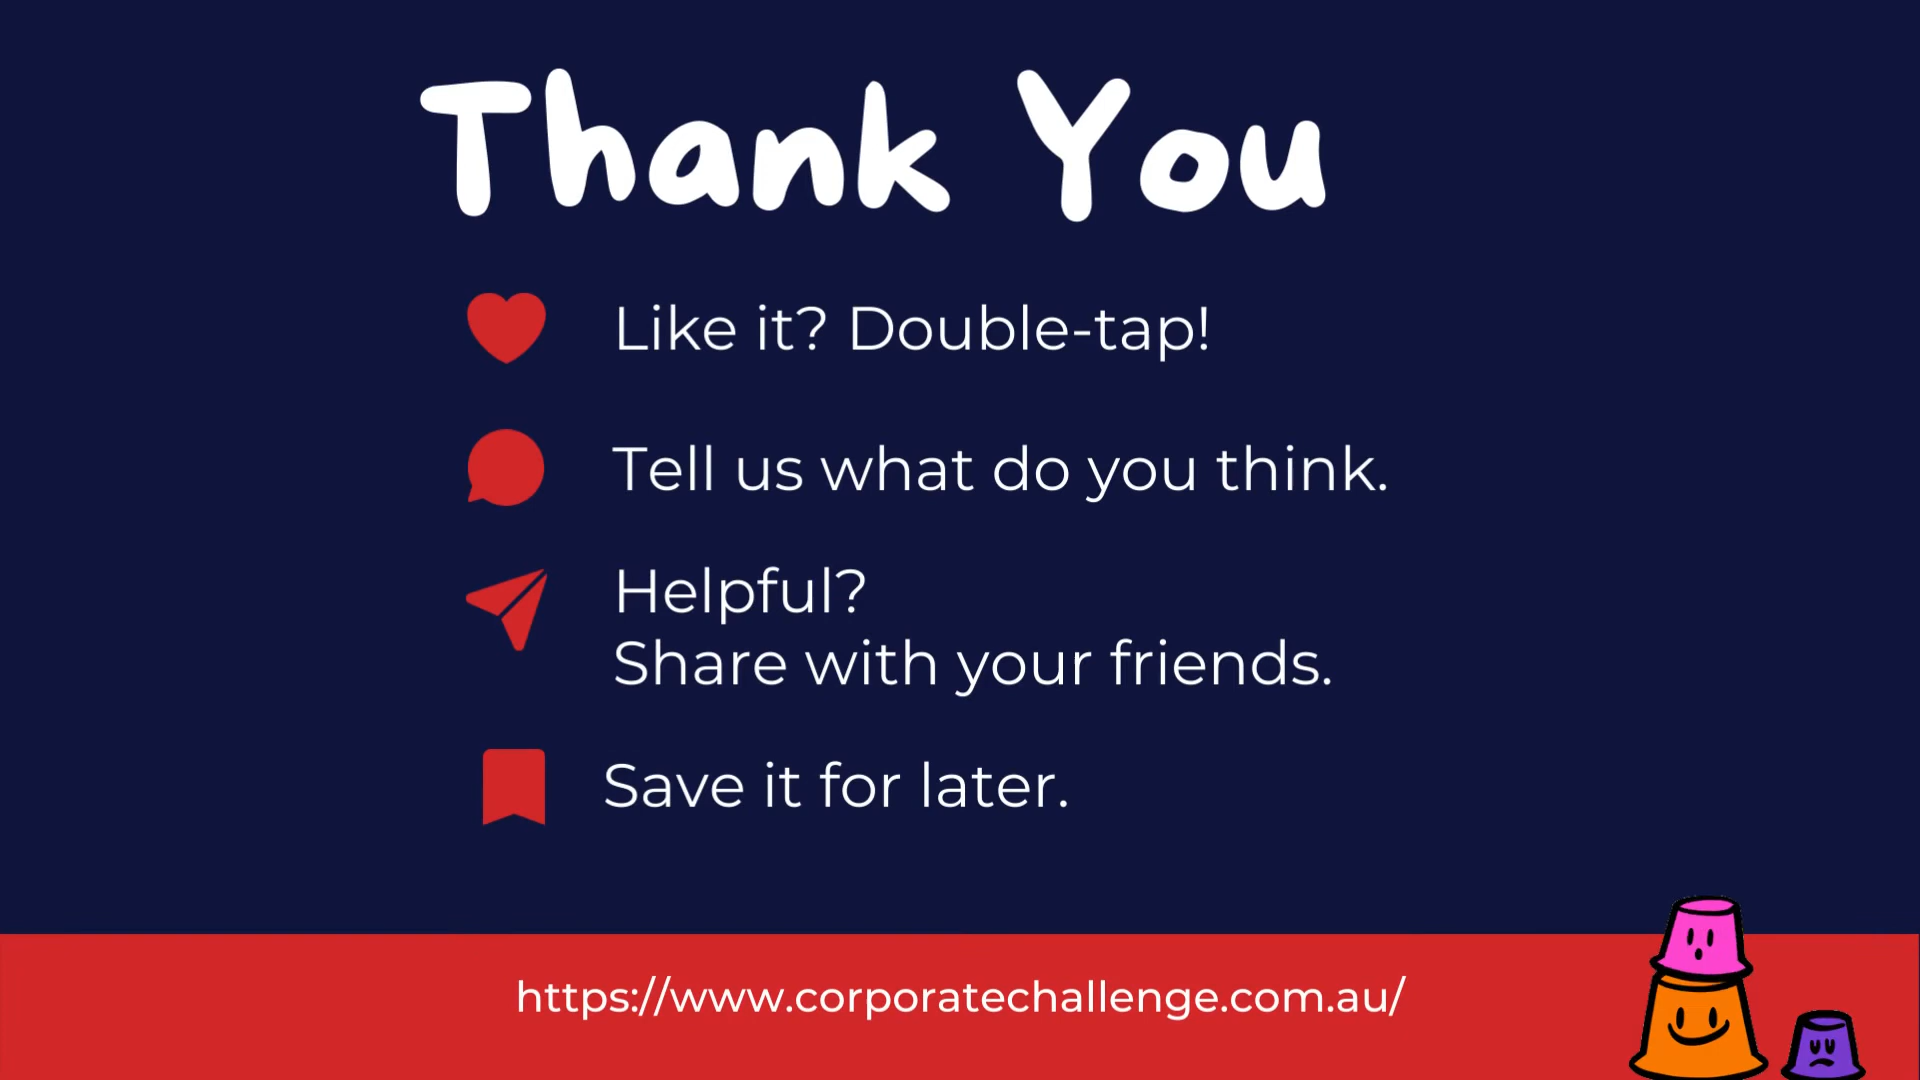 Thank You
Like it? Double-tap!
Tell us what do you think.
Helpful?
Share with your friends.
Save it for later.
https://www.corporatechallenge.com.au/